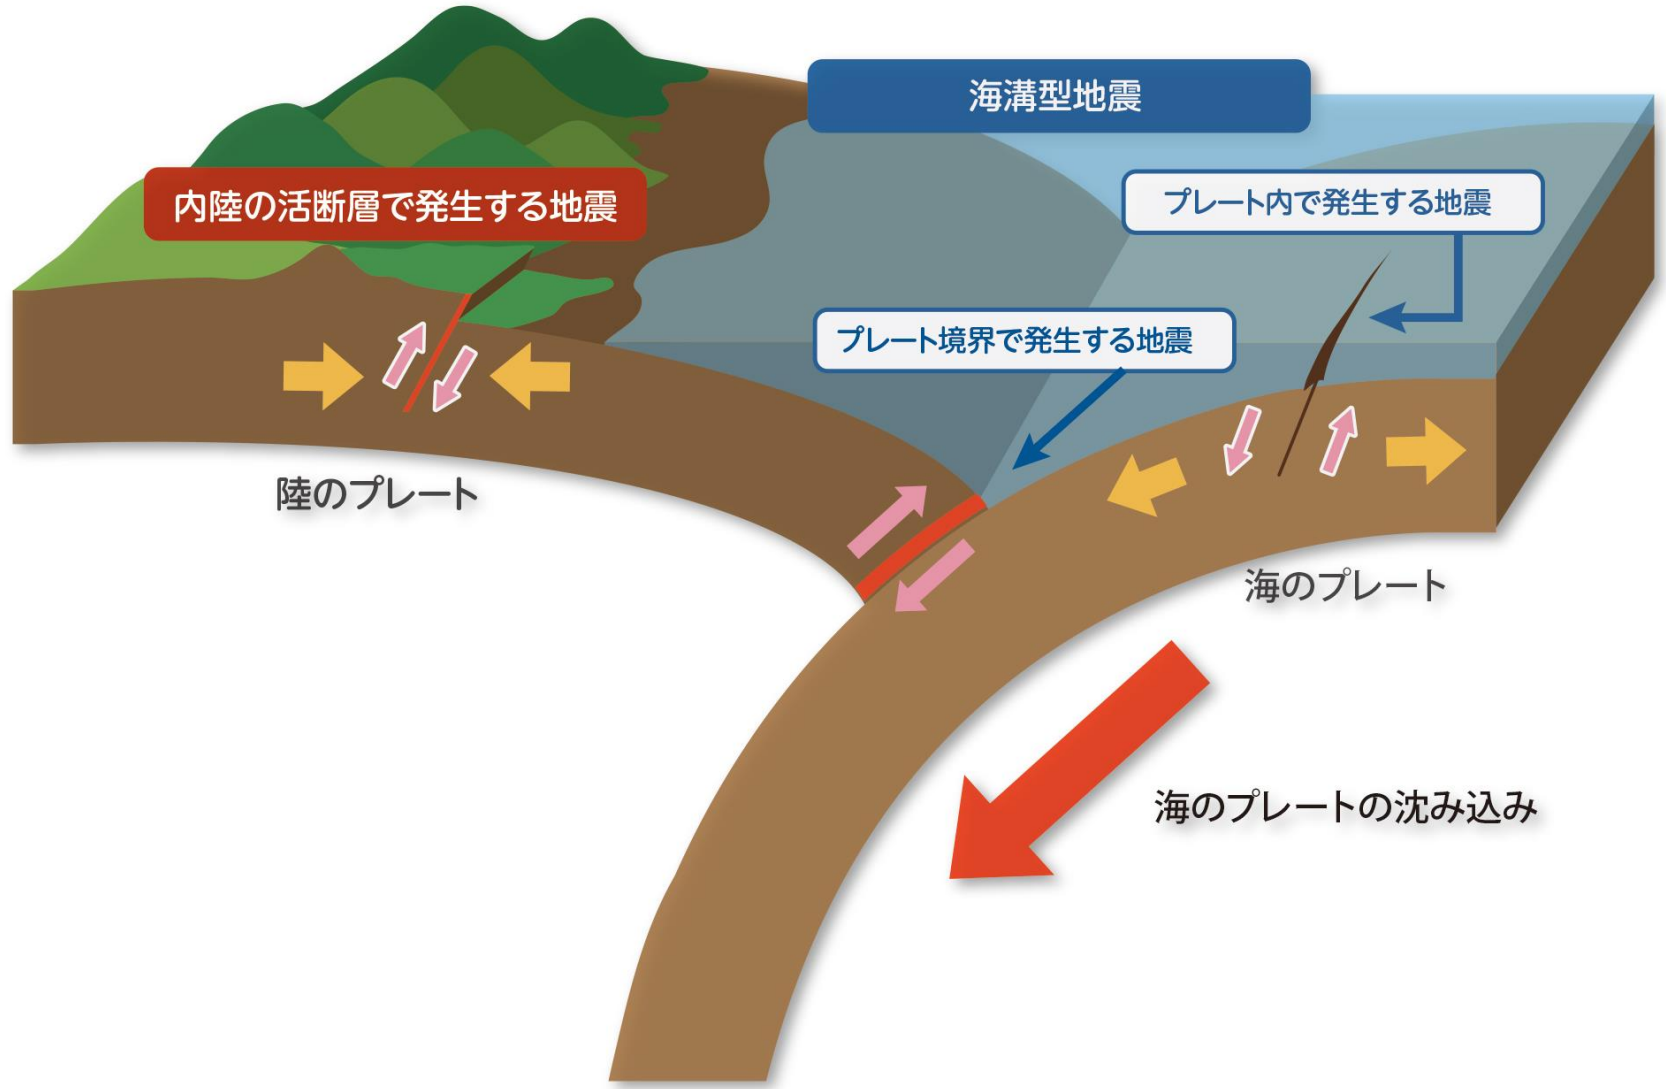 海溝型地震
内陸の活断層で発生する地震
プレート内で発生する地震
プレート境界で発生する地震
陸のプレート
海のプレート
海のプレートの沈み込み